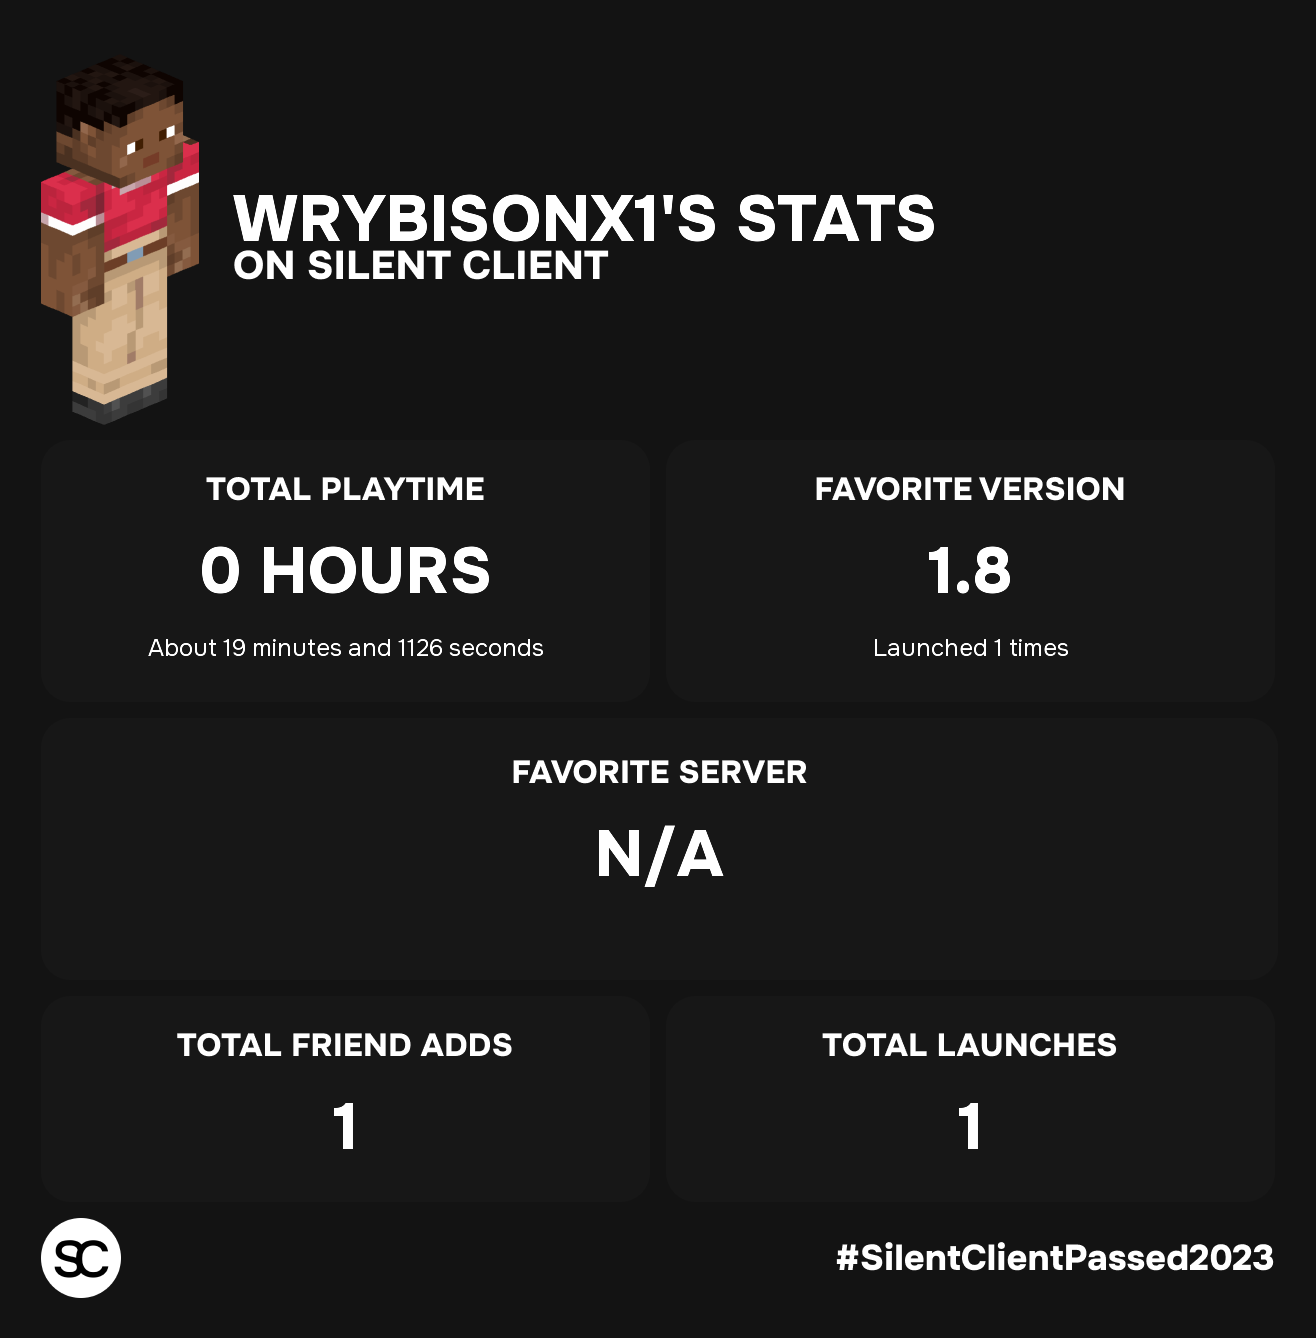 WRYBISONX1'S STATS
ON SILENT CLIENT
TOTAL PLAYTIME
0 HOURS
About 19 minutes and 1126 seconds
FAVORITE VERSION
1.8
Launched 1 times
FAVORITE SERVER
N/A
TOTAL FRIEND ADDS
1
TOTAL LAUNCHES
1
SC
#SilentClientPassed2023